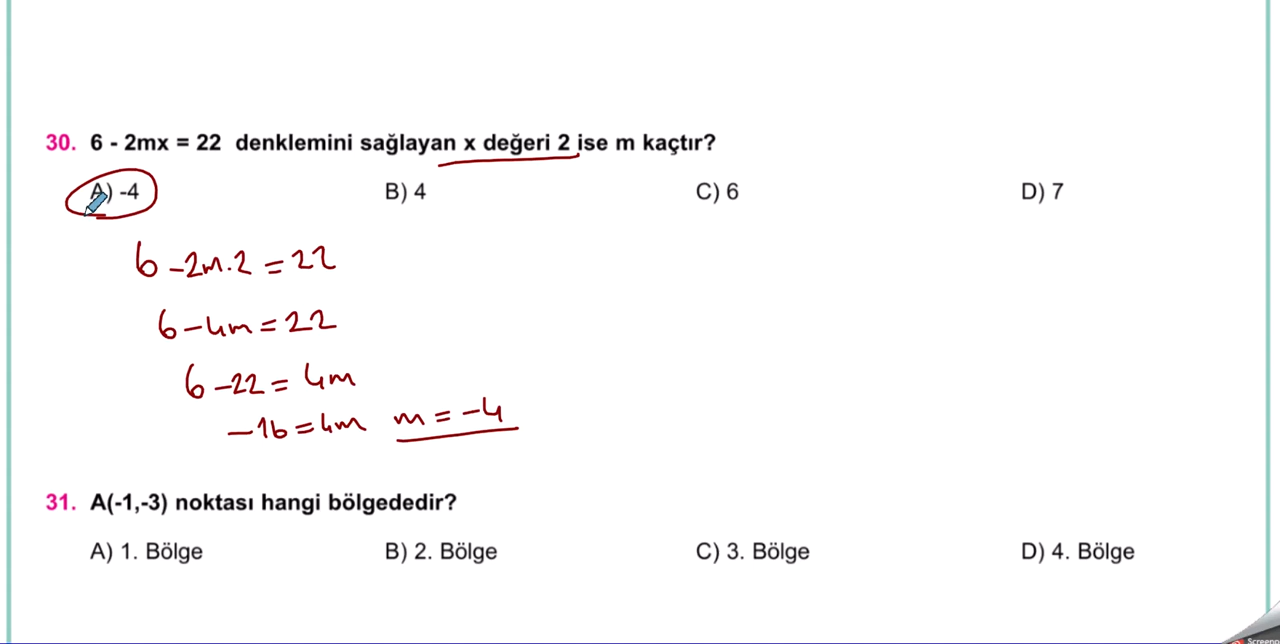 30. 6 - 2mx = 22 denklemini sağlayan x değeri 2 ise m kaçtır?
A) -4 B) 4 C) 6 D) 7
6 - 2m.2 = 22
6 - 4m = 22
6 - 22 = 4m
-16 = 4m m = -4
31. A(-1,-3) noktası hangi bölgededir?
A) 1. Bölge B) 2. Bölge C) 3. Bölge D) 4. Bölge